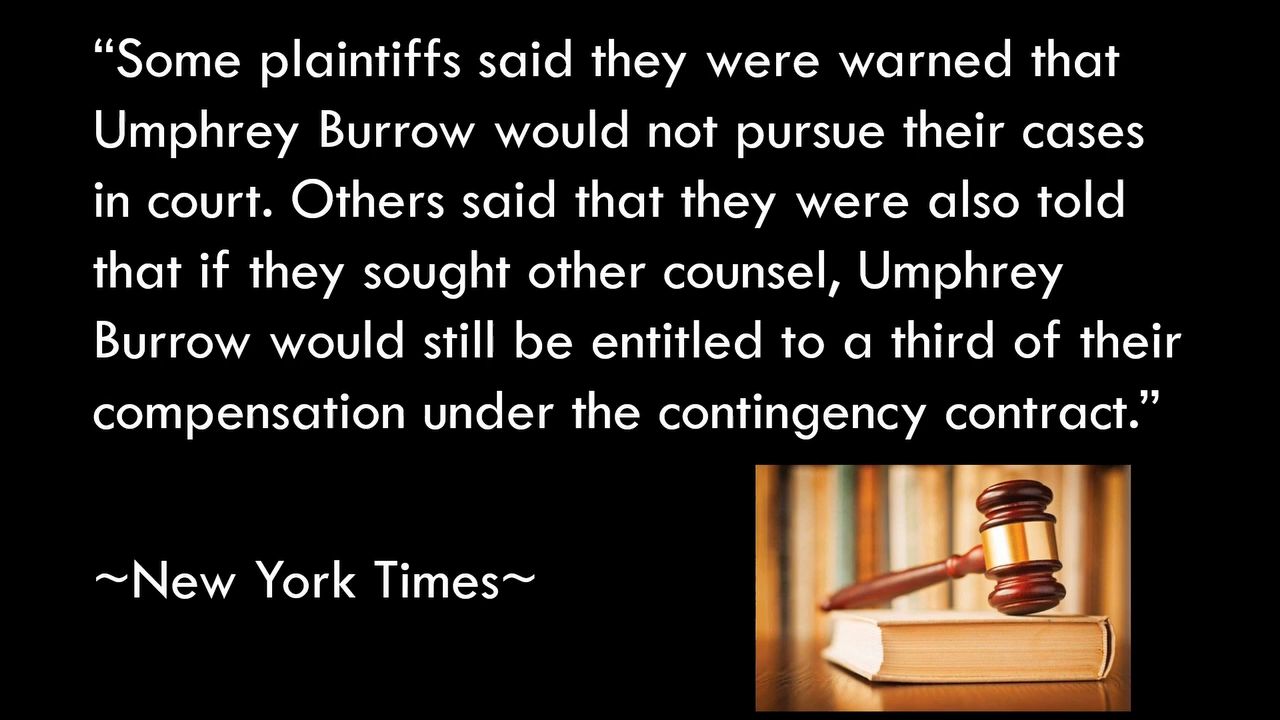 “Some plaintiffs said they were warned that
Umphrey Burrow would not pursue their cases
in court. Others said that they were also told
that if they sought other counsel, Umphrey
Burrow would still be entitled to a third of their
compensation under the contingency contract.”
~New York Times~